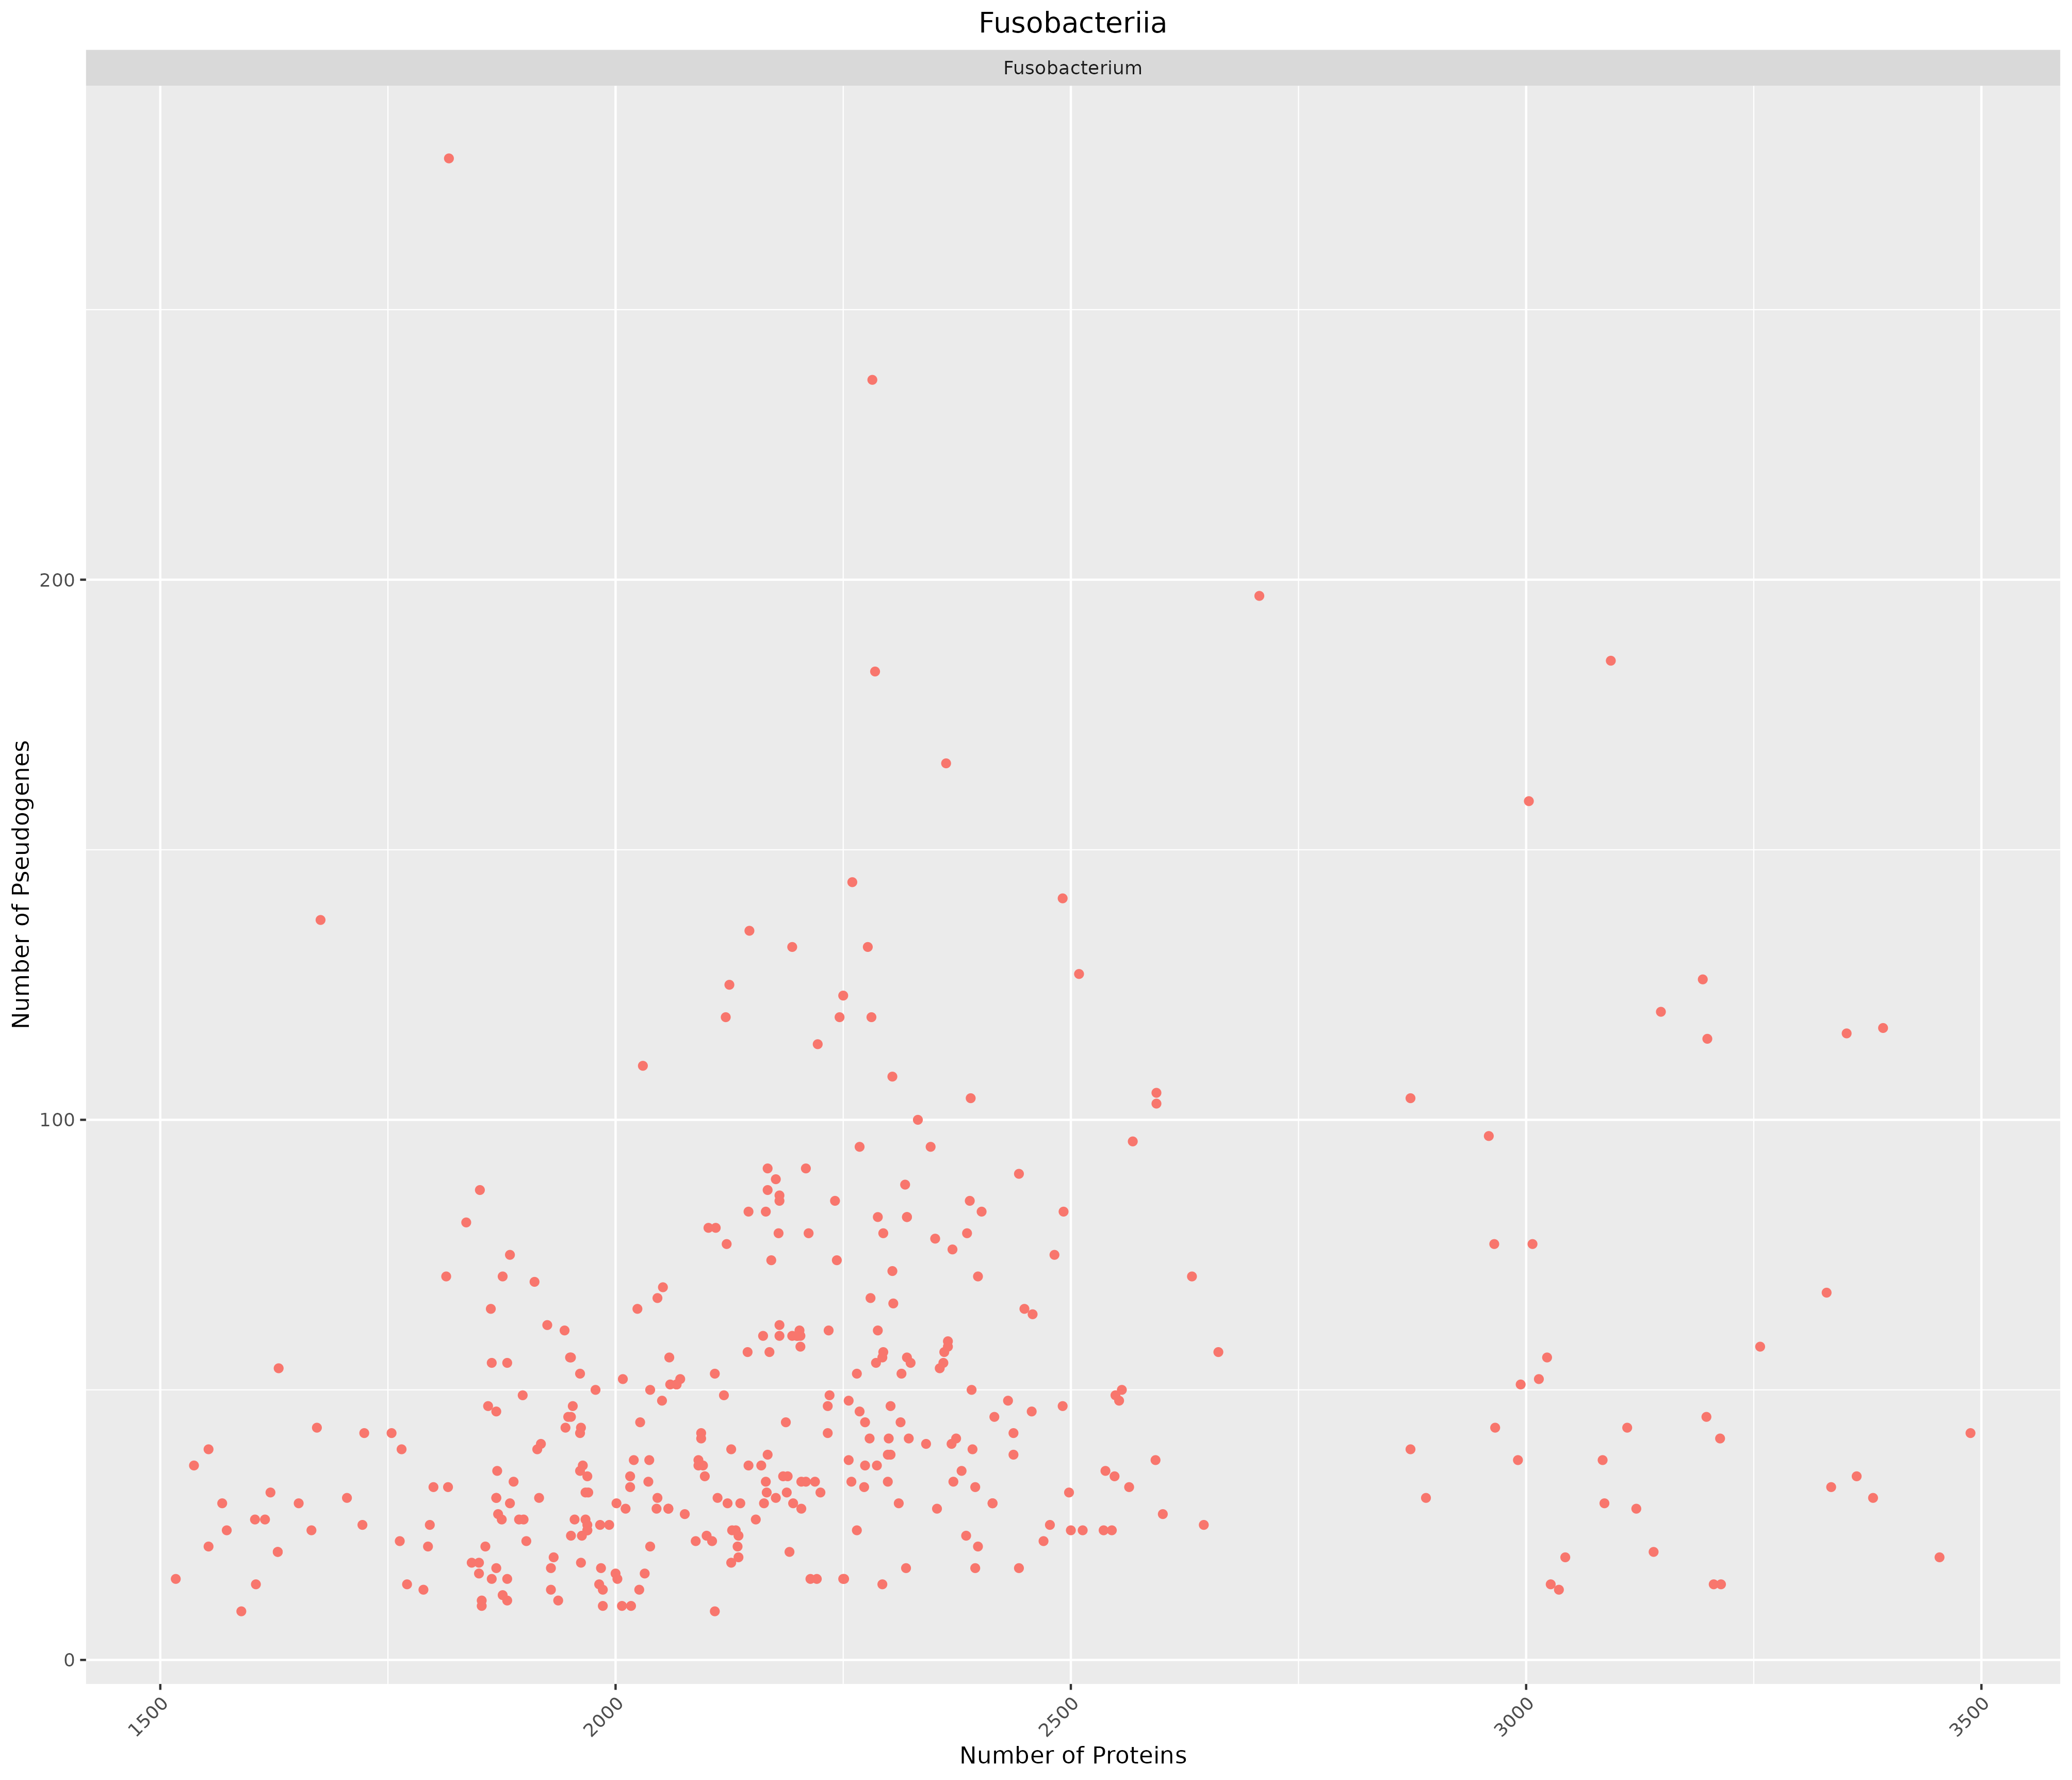 Fusobacteriia
Fusobacterium
Number of Pseudogenes
200
100
0
1500
2000
2500
3000
3500
Number of Proteins